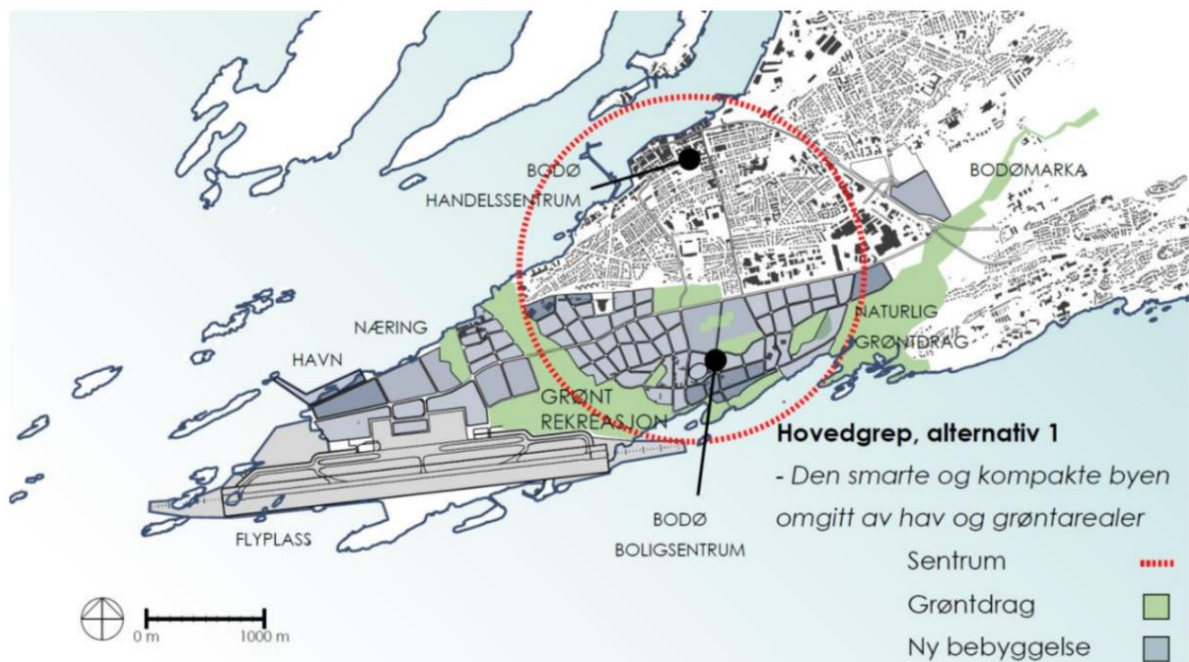 BODØ
HANDELSSENTRUM
BODØMARKA
NÆRING
NATURLIG
GRØNTDRAG
HAVN
GRØNT
REKREASJON
FLYPLASS
BODØ
BOLIGSENTRUM
Hovedgrep, alternativ 1
- Den smarte og kompakte byen
omgitt av hav og grøntarealer
Sentrum
Grøntdrag
Ny bebyggelse
0 m 1000 m